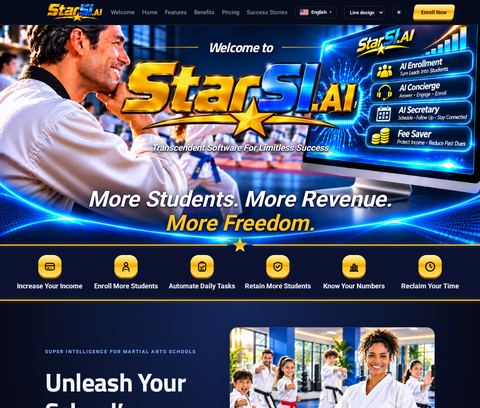 StarSI.AI
Welcome
Home
Features
Benefits
Pricing
Success Stories
English
Live design
Enroll Now
Welcome to
StarSI.AI
Transcendent Software For Limitless Success
StarSI.AI
AI Enrollment
Turn Leads into Students
AI Concierge
Answer • Engage • Enroll
AI Secretary
Schedule • Follow Up • Stay Connected
Fee Saver
Protect Income • Reduce Past Dues
More Students. More Revenue.
More Freedom.
Increase Your Income
Enroll More Students
Automate Daily Tasks
Retain More Students
Know Your Numbers
Reclaim Your Time
SUPER INTELLIGENCE FOR MARTIAL ARTS SCHOOLS
Unleash Your
School's